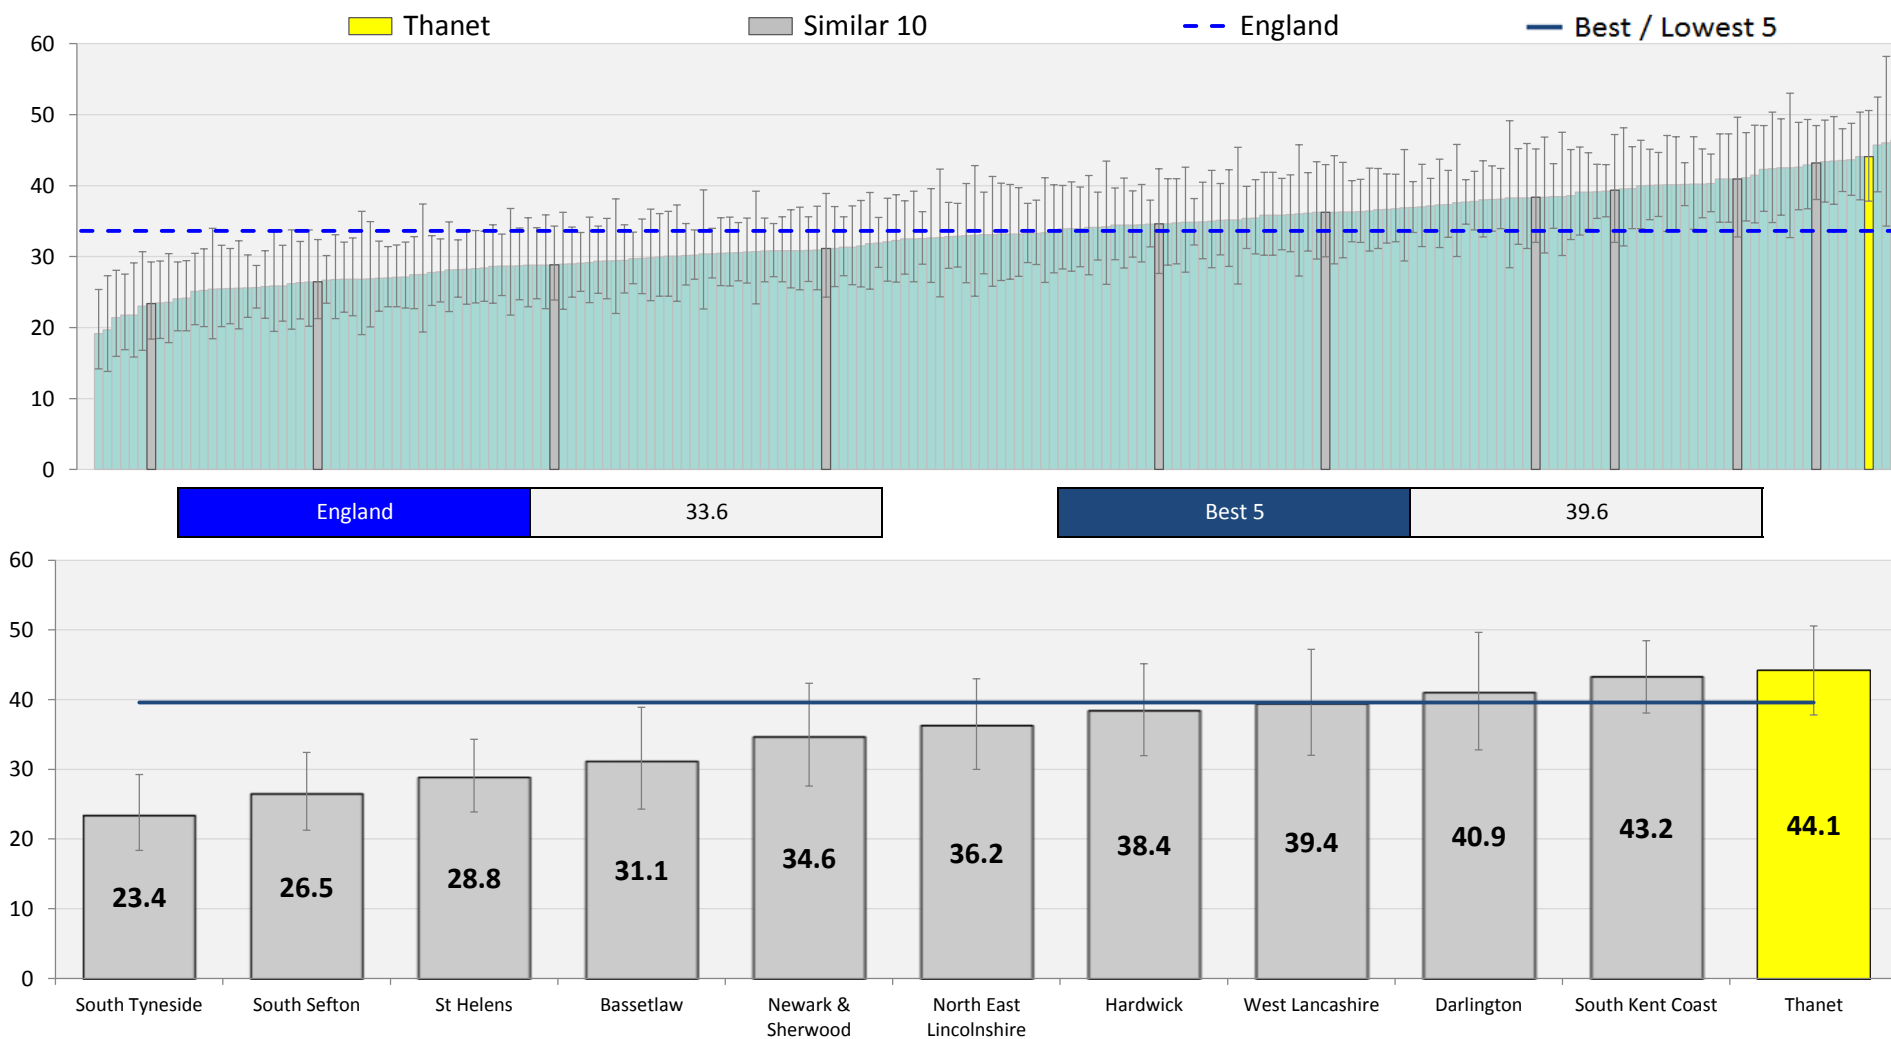 Thanet Similar 10 England Best / Lowest 5
60
50
40
30
20
10
0
England 33.6 Best 5 39.6
60
50
40
30
20
10
0
23.4 26.5 28.8 31.1 34.6 36.2 38.4 39.4 40.9 43.2 44.1
South Tyneside South Sefton St Helens Bassetlaw Newark & North East Hardwick West Lancashire Darlington South Kent Coast Thanet
Sherwood Lincolnshire